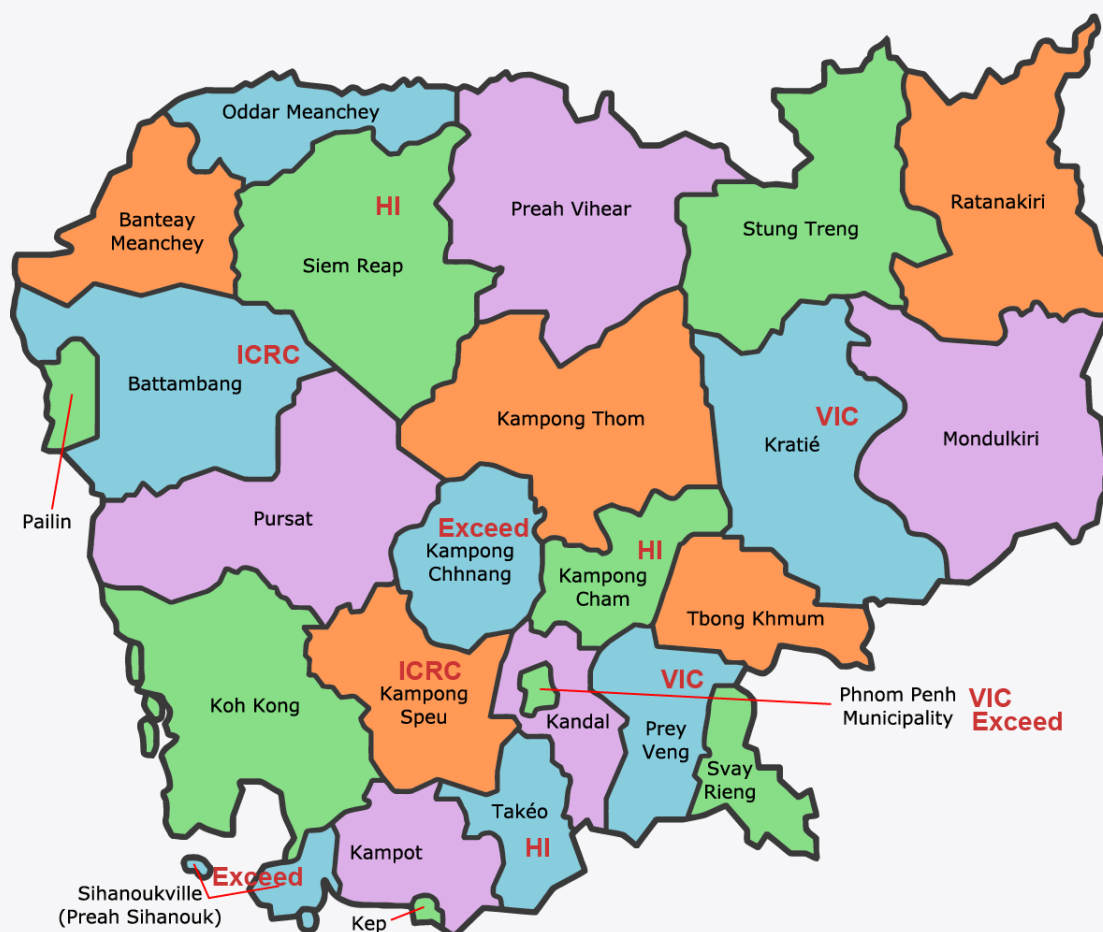 Oddar Meanchey
Banteay
Meanchey
HI
Siem Reap
Preah Vihear
Stung Treng
Ratanakiri
ICRC
Battambang
Kampong Thom
VIC
Kratié
Mondulkiri
Pailin
Pursat
Exceed
Kampong
Chhnang
HI
Kampong
Cham
Tbong Khmum
Koh Kong
ICRC
Kampong
Speu
Kandal
VIC
Prey
Veng
Phnom Penh
Municipality
VIC
Exceed
Svay
Rieng
Takéo
HI
Kampot
Exceed
Sihanoukville
(Preah Sihanouk)
Kep